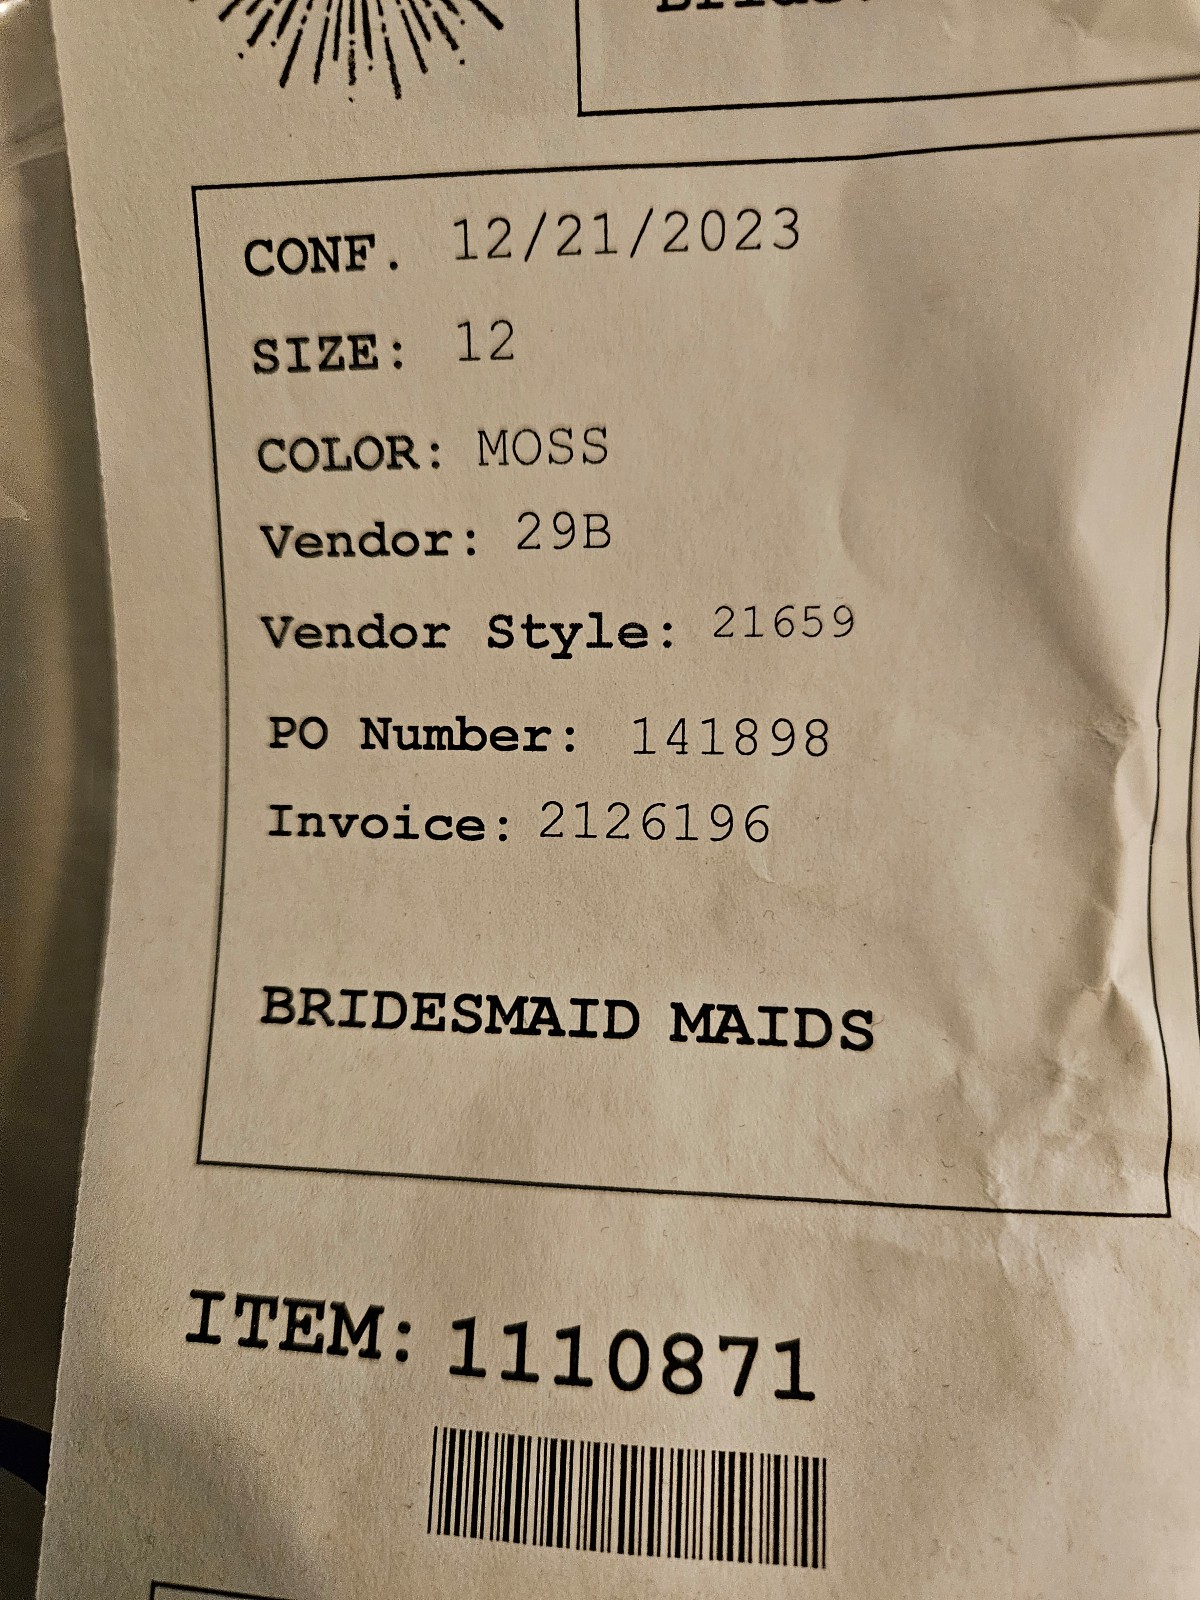 CONF. 12/21/2023
SIZE: 12
COLOR: MOSS
Vendor: 29B
Vendor Style: 21659
PO Number: 141898
Invoice: 2126196
BRIDESMAID MAIDS
ITEM: 1110871